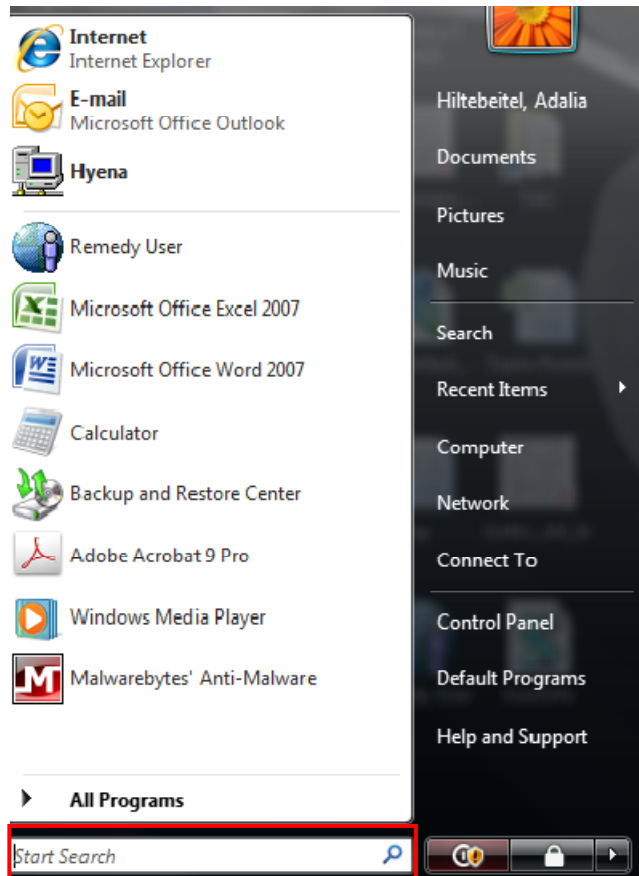 Internet
Internet Explorer
E-mail
Microsoft Office Outlook
Hyena
Remedy User
Microsoft Office Excel 2007
Microsoft Office Word 2007
Calculator
Backup and Restore Center
Adobe Acrobat 9 Pro
Windows Media Player
Malwarebytes' Anti-Malware
All Programs
Start Search
Hiltebeitel, Adalia
Documents
Pictures
Music
Search
Recent Items
Computer
Network
Connect To
Control Panel
Default Programs
Help and Support